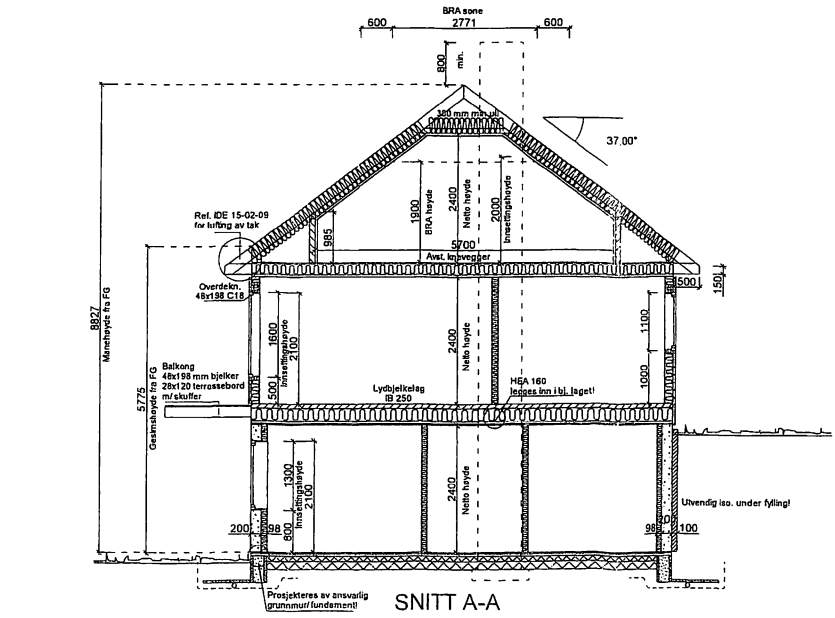 BRA sone
600 2771 600
800
min.
380 mm min ull
37.00°
1900
BRA høyde
2400
Netto høyde
2000
Innsettingshøyde
Ref. IDE 15-02-09
for lufting av tak
985
5700
Avst. knevegger
500
150
Overdekn.
48x198 C18
8827
Mønehøyde fra FG
5775
Gesimshøyde fra FG
1600
500
Innsettingshøyde
2100
2400
Netto høyde
1100
1000
Balkong
48x198 mm bjelker
28x120 terrassebord
m/ skuffer
Lydbjelkelag
IB 250
HEA 160
legges inn i bj. laget!
1300
800
Innsettingshøyde
2100
2400
Netto høyde
Utvendig iso. under fylling!
200 98
98 100
Prosjekteres av ansvarlig
grunnmur/ fundament!
SNITT A-A